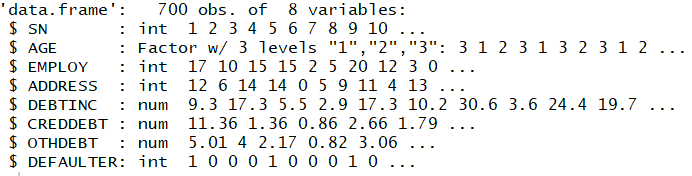 'data.frame': 700 obs. of 8 variables:
$ SN : int 1 2 3 4 5 6 7 8 9 10 ...
$ AGE : Factor w/ 3 levels "1","2","3": 3 1 2 3 1 3 2 3 1 2 ...
$ EMPLOY : int 17 10 15 15 2 5 20 12 3 0 ...
$ ADDRESS : int 12 6 14 14 0 5 9 11 4 13 ...
$ DEBTINC : num 9.3 17.3 5.5 2.9 17.3 10.2 30.6 3.6 24.4 19.7 ...
$ CREDDEBT : num 11.36 1.36 0.86 2.66 1.79 ...
$ OTHDEBT : num 5.01 4 2.17 0.82 3.06 ...
$ DEFAULTER: int 1 0 0 0 1 0 0 0 1 0 ...